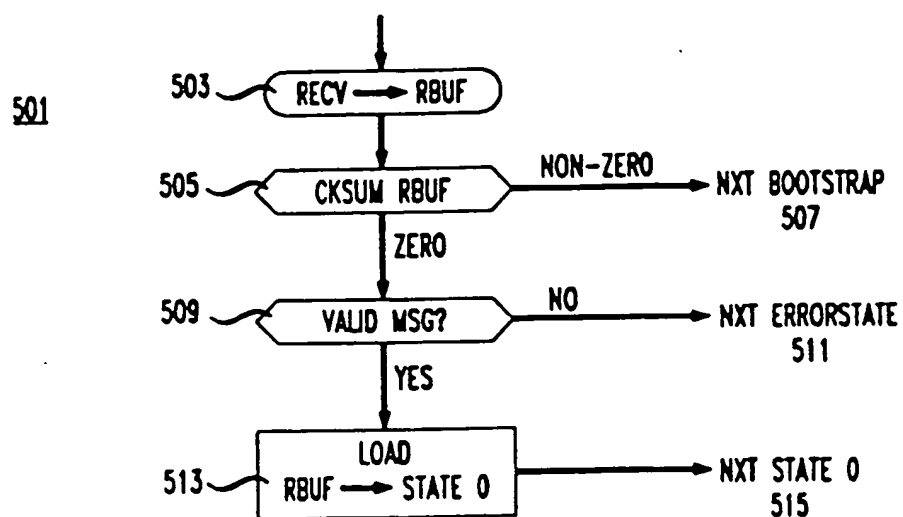 501
503
RECV → RBUF
505
CKSUM RBUF
NON-ZERO
NXT BOOTSTRAP
507
ZERO
509
VALID MSG?
NO
NXT ERRORSTATE
511
YES
513
LOAD
RBUF → STATE 0
NXT STATE 0
515